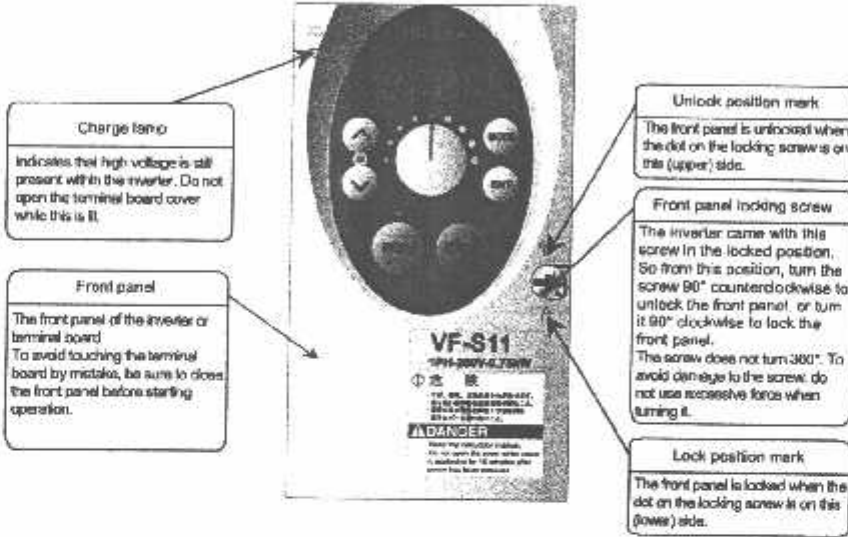 Charge lamp
Indicates that high voltage is still
present within the inverter. Do not
open the terminal board cover
while this is lit.
Front panel
The front panel of the inverter or
terminal board
To avoid touching the terminal
board by mistake, be sure to close
the front panel before starting
operation.
VF-S11
1PH-200V-0.75kW
危 険
DANGER
Unlock position mark
The front panel is unlocked when
the dot on the locking screw is on
this (upper) side.
Front panel locking screw
The inverter came with this
screw in the locked position.
So from this position, turn the
screw 90° counterclockwise to
unlock the front panel, or turn
it 90° clockwise to lock the
front panel.
The screw does not turn 360°. To
avoid damage to the screw, do
not use excessive force when
turning it.
Lock position mark
The front panel is locked when the
dot on the locking screw is on this
(lower) side.